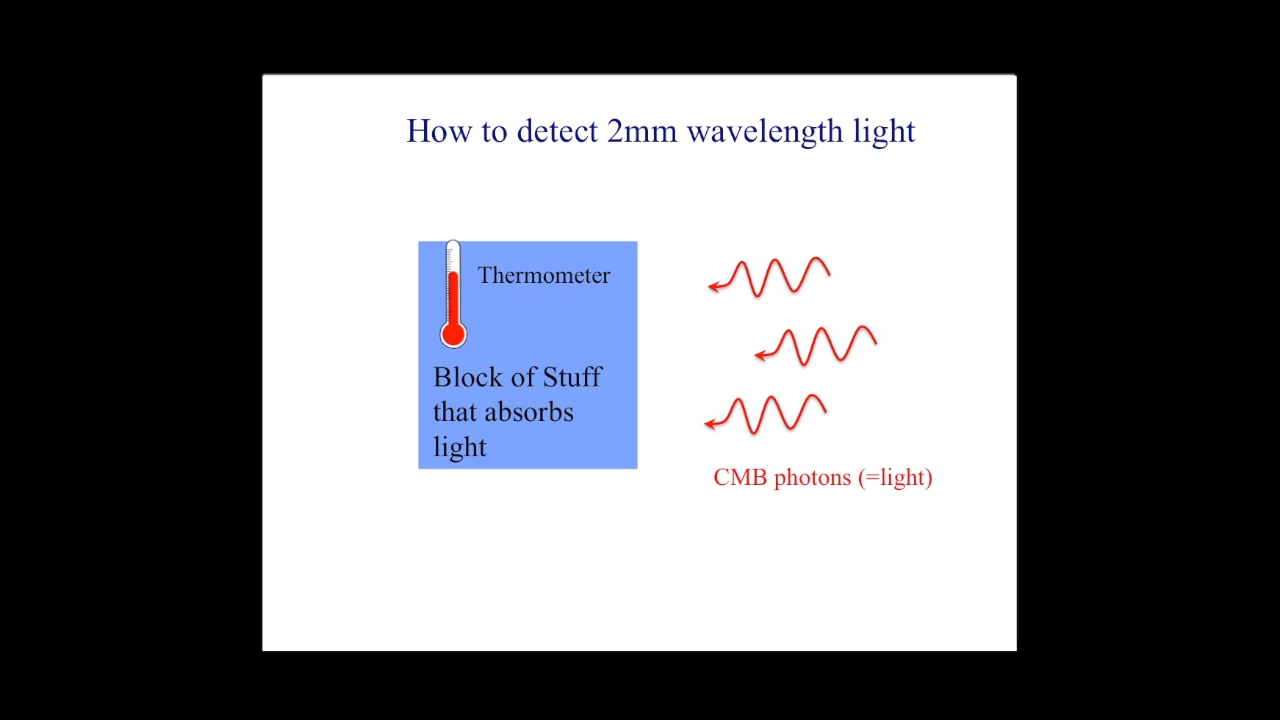 How to detect 2mm wavelength light
Thermometer
Block of Stuff
that absorbs
light
CMB photons (=light)